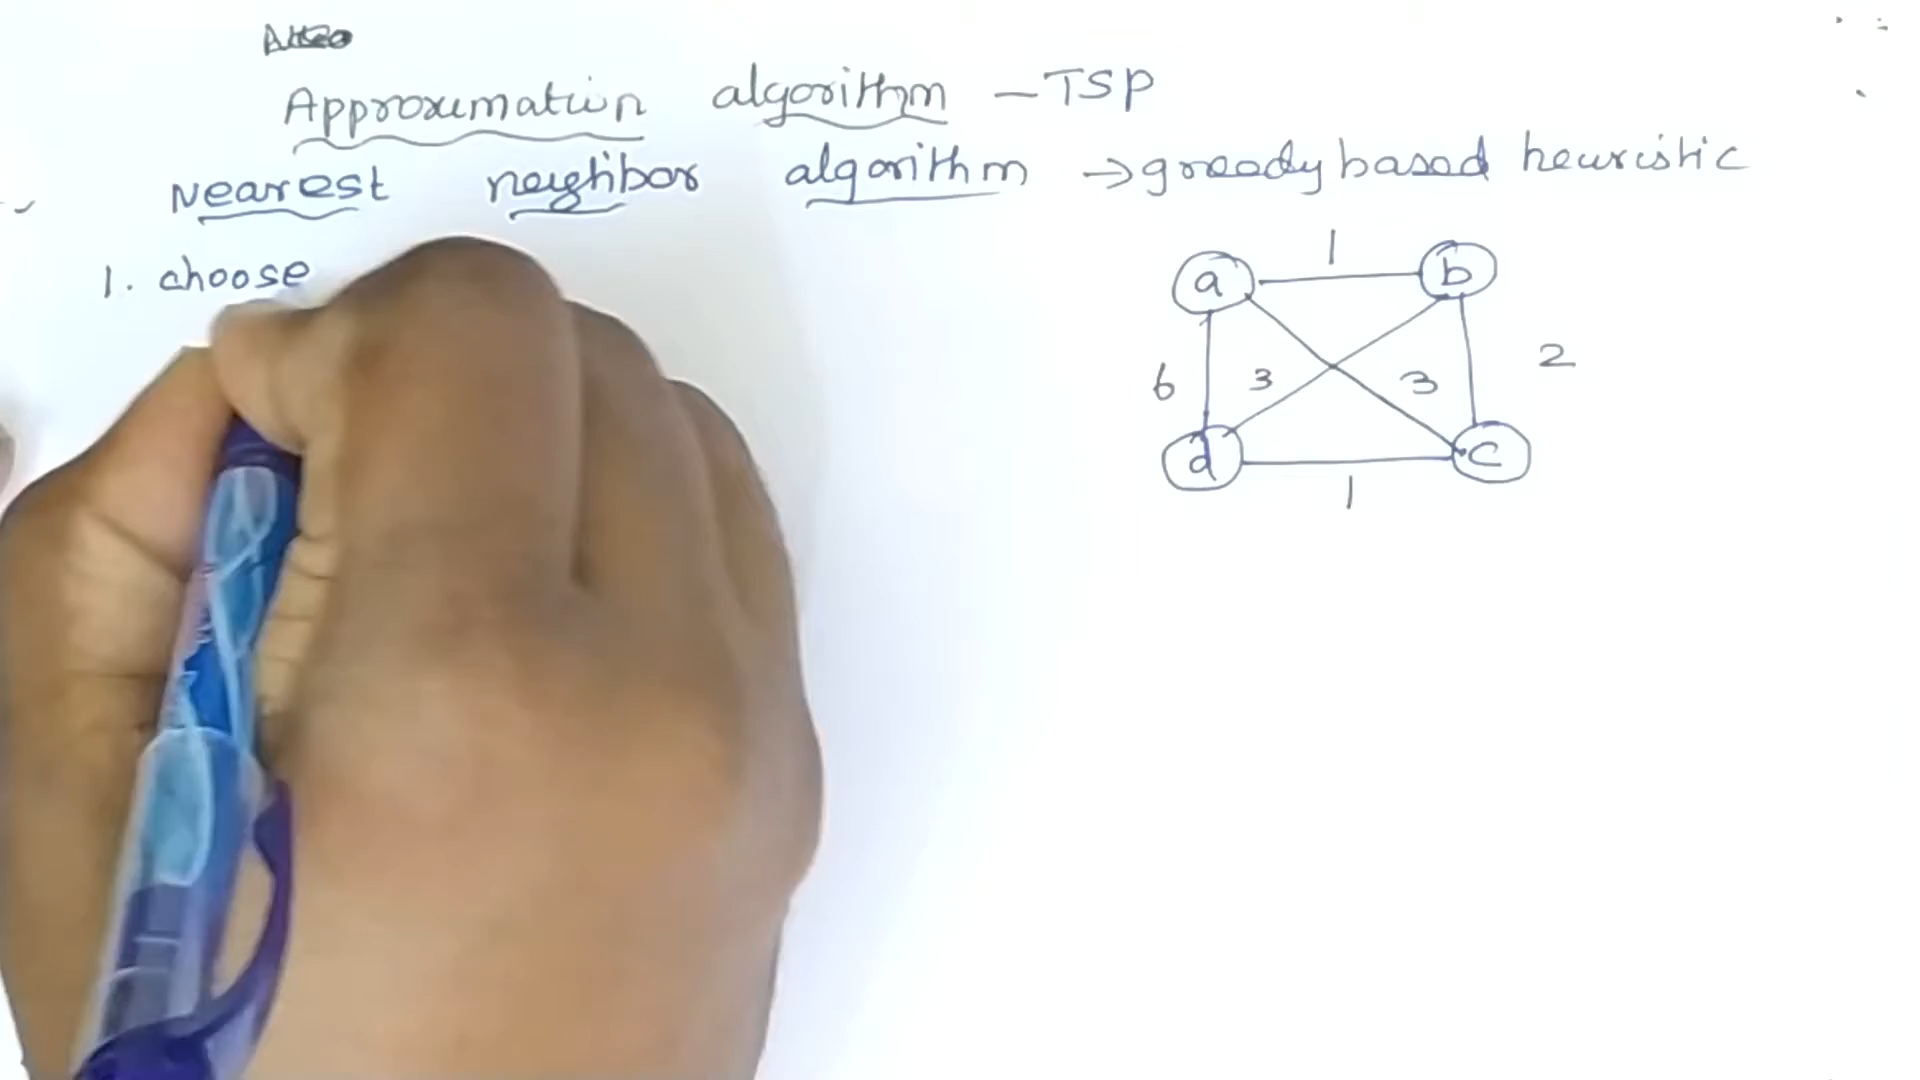 Approximation algorithm - TSP
Nearest neighbor algorithm → greedy based heuristic
1. choose
1
a b
6 3 3 2
d c
1